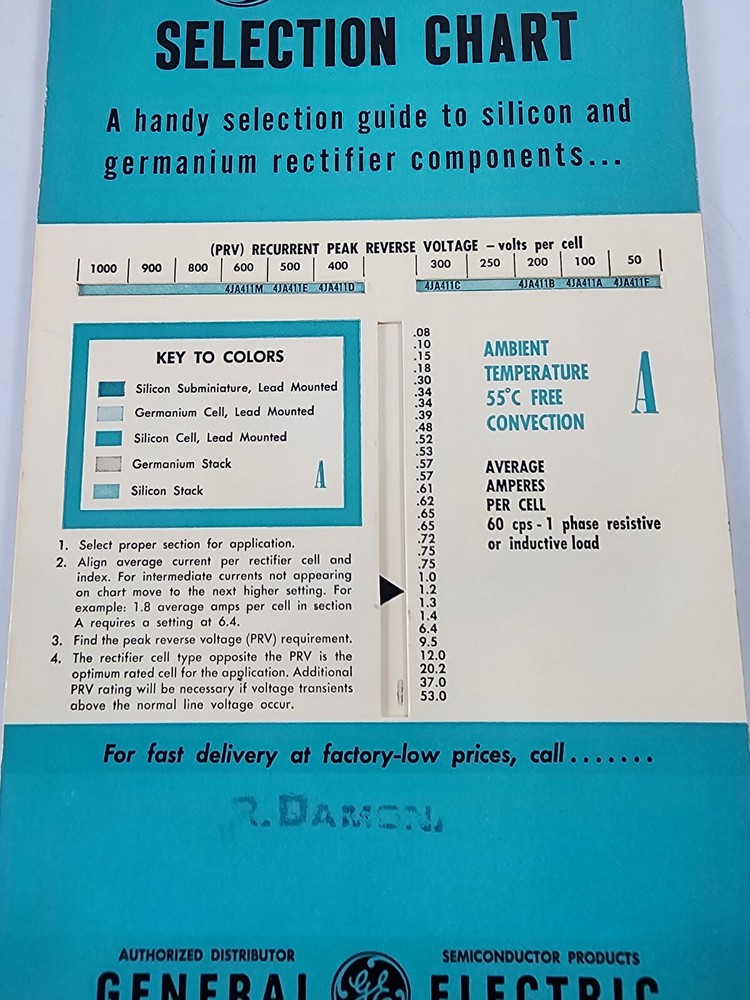 SELECTION CHART
A handy selection guide to silicon and
germanium rectifier components...
(PRV) RECURRENT PEAK REVERSE VOLTAGE – volts per cell
1000 900 800 600 500 400 300 250 200 100 50
4JA411M 4JA411E 4JA411D 4JA411C 4JA411B 4JA411A 4JA411F
KEY TO COLORS
Silicon Subminiature, Lead Mounted
Germanium Cell, Lead Mounted
Silicon Cell, Lead Mounted
Germanium Stack
Silicon Stack
A
1. Select proper section for application.
2. Align average current per rectifier cell and
index. For intermediate currents not appearing
on chart move to the next higher setting. For
example: 1.8 average amps per cell in section
A requires a setting at 6.4.
3. Find the peak reverse voltage (PRV) requirement.
4. The rectifier cell type opposite the PRV is the
optimum rated cell for the application. Additional
PRV rating will be necessary if voltage transients
above the normal line voltage occur.
.08
.10
.15
.18
.30
.34
.34
.39
.48
.52
.53
.57
.57
.61
.62
.65
.65
.72
.75
.75
1.0
1.2
1.3
1.4
6.4
9.5
12.0
20.2
37.0
53.0
AMBIENT
TEMPERATURE
55°C FREE
CONVECTION
A
AVERAGE
AMPERES
PER CELL
60 cps - 1 phase resistive
or inductive load
For fast delivery at factory-low prices, call.......
R. DAMON
AUTHORIZED DISTRIBUTOR
SEMICONDUCTOR PRODUCTS
GENERAL GE ELECTRIC